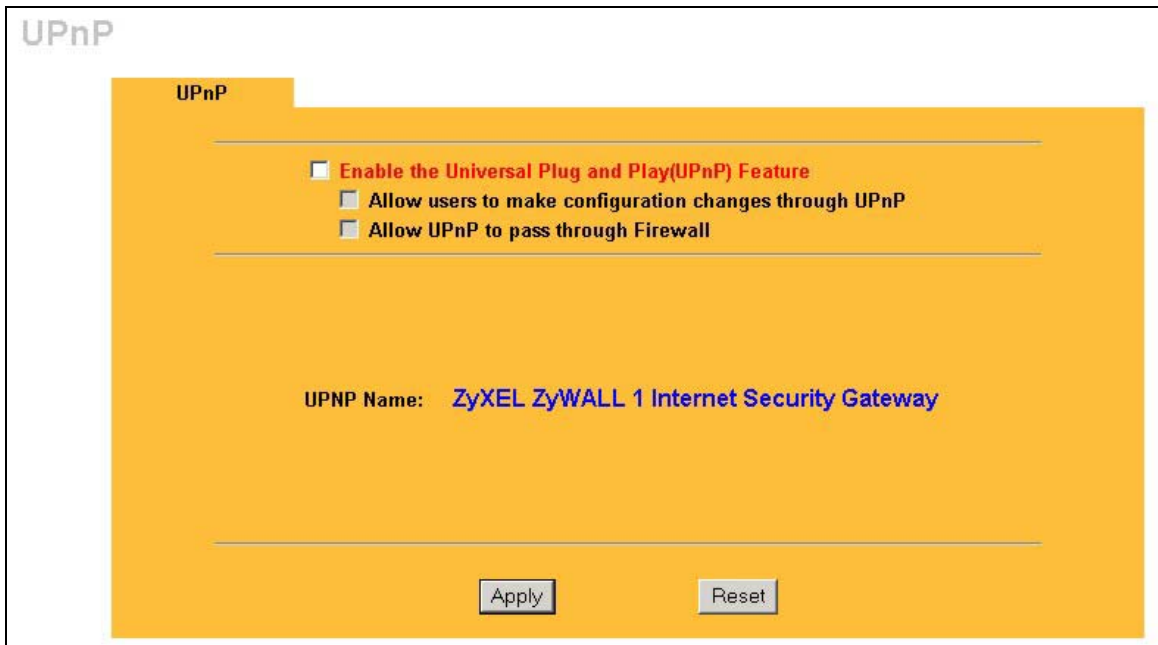 UPnP
UPnP
Enable the Universal Plug and Play(UPnP) Feature
Allow users to make configuration changes through UPnP
Allow UPnP to pass through Firewall
UPNP Name: ZyXEL ZyWALL 1 Internet Security Gateway
Apply Reset